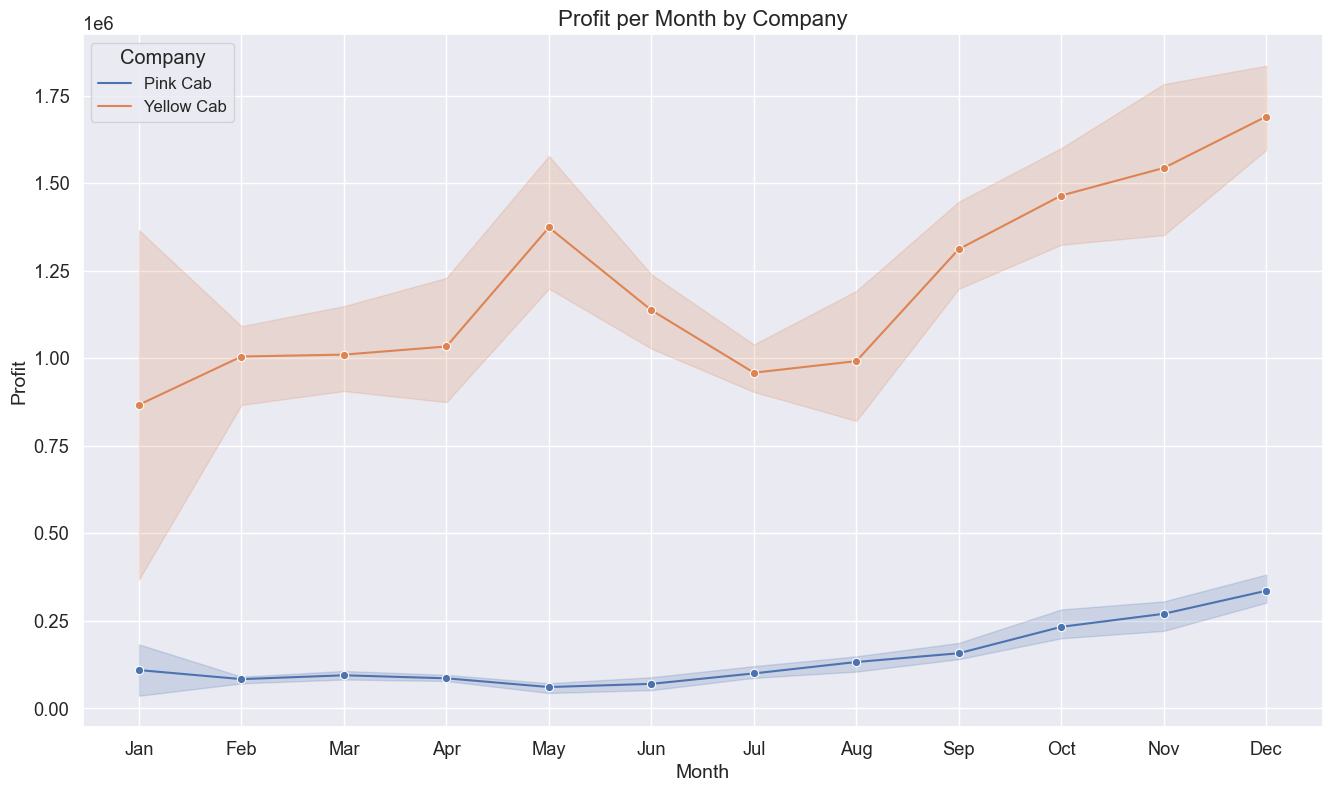 Profit per Month by Company
1e6
Company
Pink Cab
Yellow Cab
1.75
1.50
1.25
1.00
0.75
0.50
0.25
0.00
Profit
Jan Feb Mar Apr May Jun Jul Aug Sep Oct Nov Dec
Month